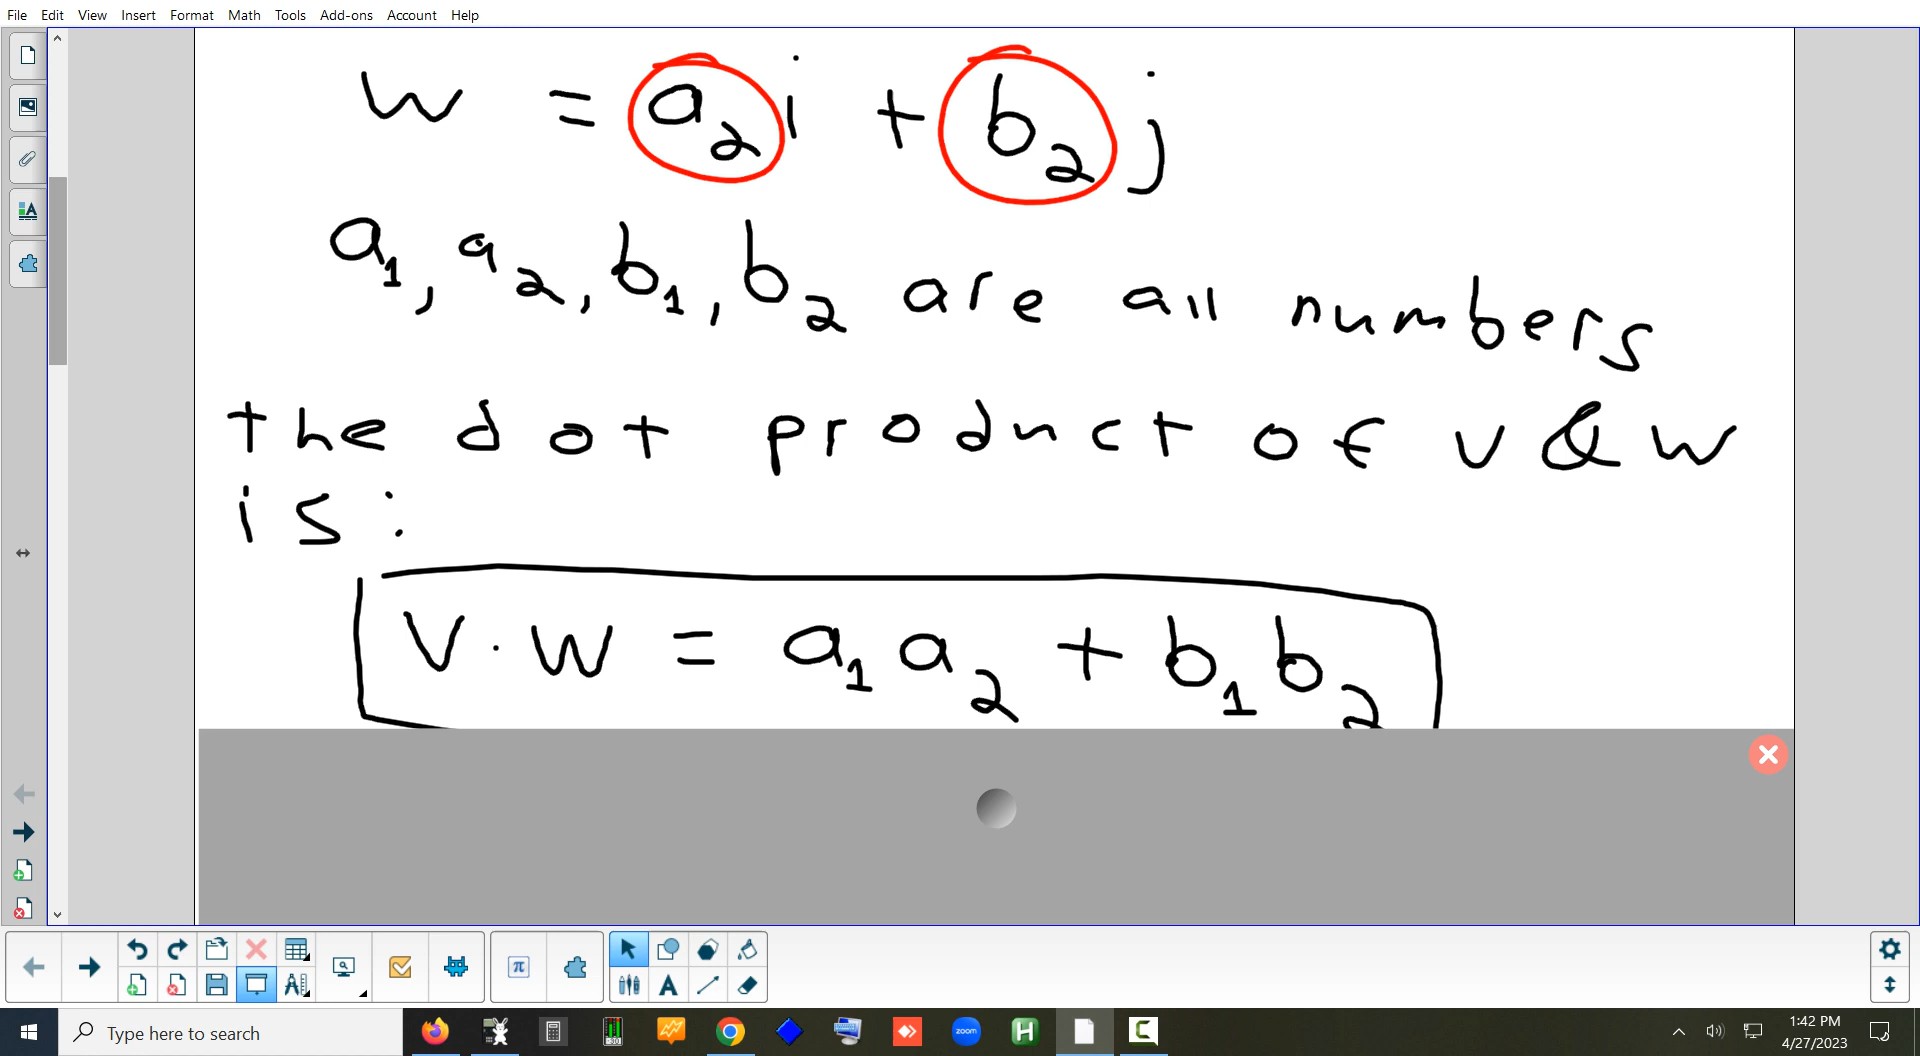 File Edit View Insert Format Math Tools Add-ons Account Help
w = a₂i + b₂j
a₁, a₂, b₁, b₂ are all numbers
the dot product of v & w
is:
v · w = a₁a₂ + b₁b₂
π
A
zoom
H
C
Type here to search
1:42 PM
4/27/2023